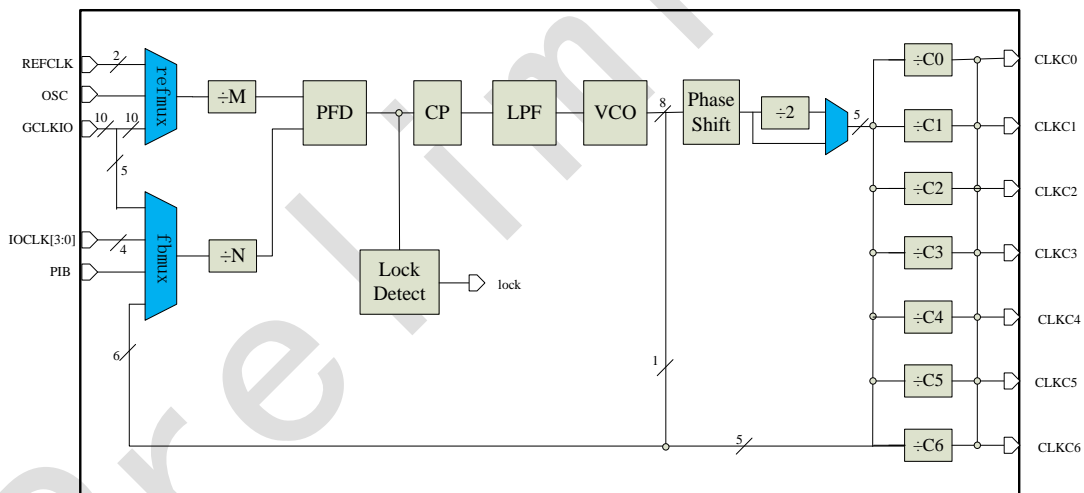 REFCLK
2
refmux
OSC
GCLKIO
10
10
5
÷M
PFD
CP
LPF
VCO
8
Phase
Shift
÷2
5
÷C0
CLKC0
÷C1
CLKC1
÷C2
CLKC2
÷C3
CLKC3
÷C4
CLKC4
÷C5
CLKC5
÷C6
CLKC6
IOCLK[3:0]
4
PIB
fbmux
÷N
Lock
Detect
lock
6
1
5
Prelim